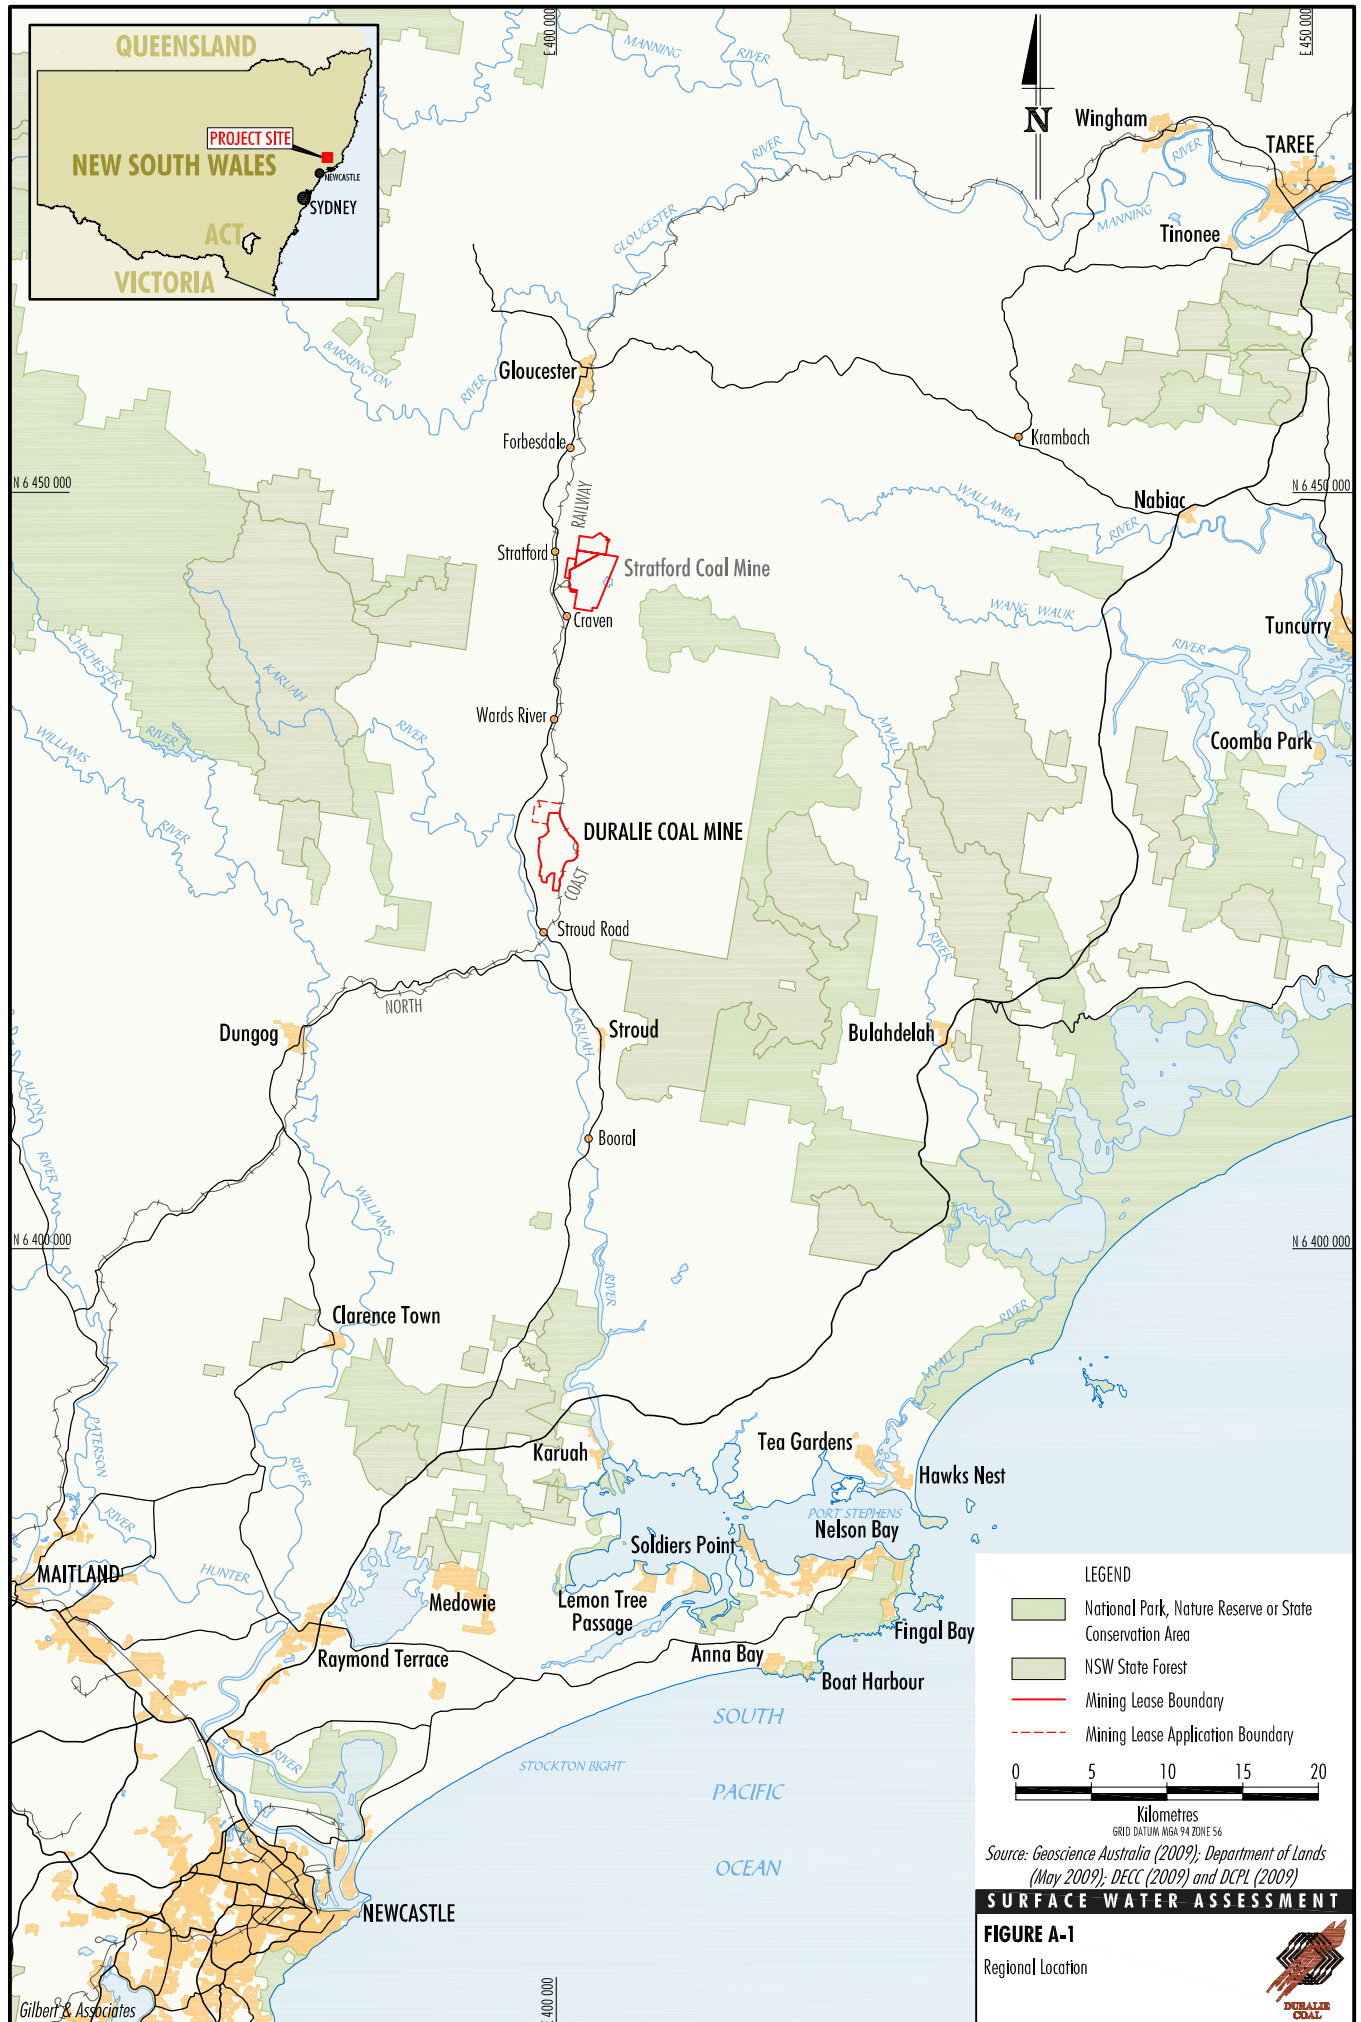 QUEENSLAND
PROJECT SITE
NEW SOUTH WALES
NEWCASTLE
SYDNEY
ACT
VICTORIA
E 400 000
E 450 000
MANNING
RIVER
N
Wingham
TAREE
RIVER
RIVER
GLOUCESTER
MANNING
Tinonee
BARRINGTON
RIVER
Gloucester
Forbesdale
Krambach
N 6 450 000
N 6 450 000
RAILWAY
WALLAMBA
RIVER
Nabiac
Stratford
Stratford Coal Mine
WANG WAUK
RIVER
Craven
Tuncurry
CHICHESTER
RIVER
KARUAH
RIVER
Wards River
MYALL
RIVER
Coomba Park
WILLIAMS
RIVER
DURALIE COAL MINE
COAST
Stroud Road
NORTH
Dungog
KARUAH
Stroud
Bulahdelah
ALLYN
RIVER
Booral
WILLIAMS
N 6 400 000
N 6 400 000
RIVER
RIVER
MYALL
Clarence Town
PATERSON
RIVER
RIVER
Karuah
Tea Gardens
Hawks Nest
PORT STEPHENS
Nelson Bay
Soldiers Point
MAITLAND
HUNTER
Medowie
Lemon Tree
Passage
Fingal Bay
Raymond Terrace
Anna Bay
Boat Harbour
SOUTH
PACIFIC
OCEAN
STOCKTON BIGHT
RIVER
NEWCASTLE
E 400 000
Gilbert & Associates
LEGEND
National Park, Nature Reserve or State
Conservation Area
NSW State Forest
Mining Lease Boundary
Mining Lease Application Boundary
0 5 10 15 20
Kilometres
GRID DATUM MGA 94 ZONE 56
Source: Geoscience Australia (2009); Department of Lands
(May 2009); DECC (2009) and DCPL (2009)
SURFACE WATER ASSESSMENT
FIGURE A-1
Regional Location
DURALIE
COAL